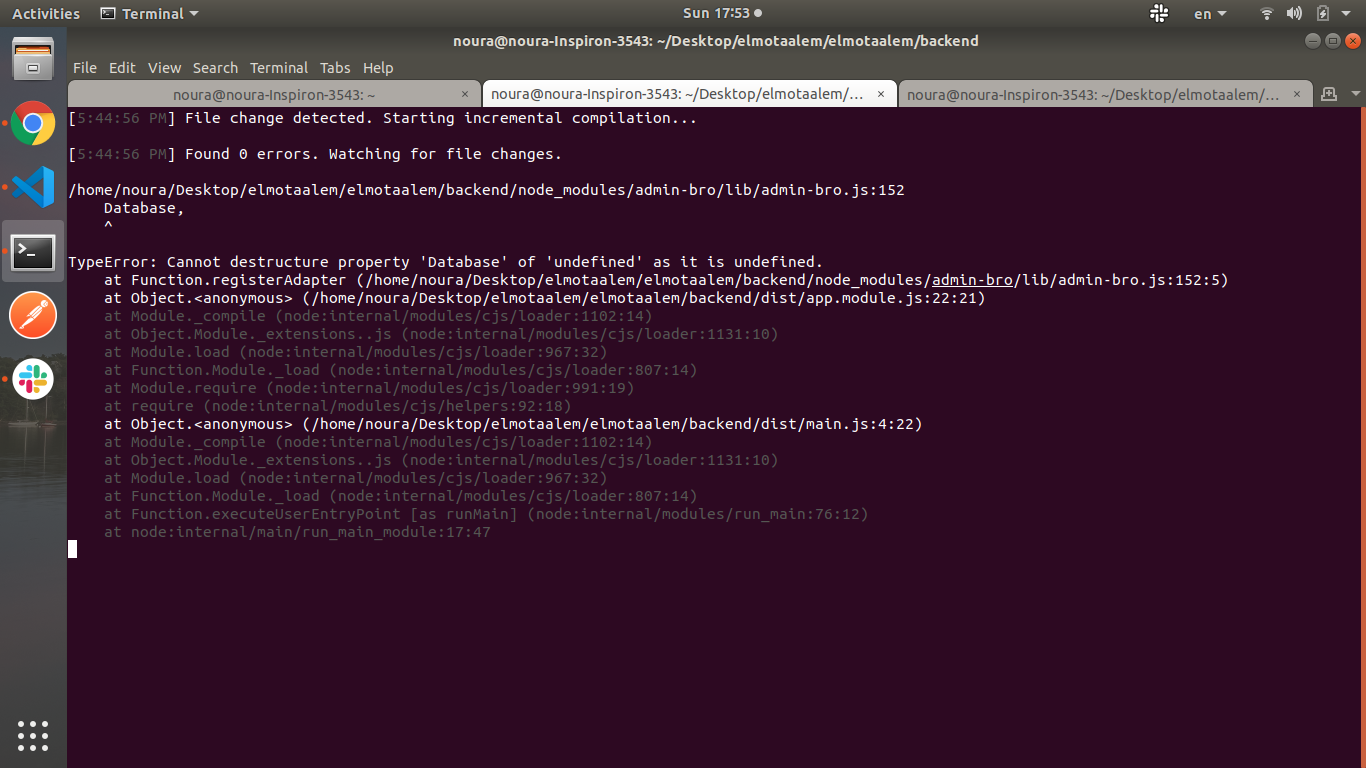 Activities Terminal Sun 17:53 en
noura@noura-Inspiron-3543: ~/Desktop/elmotaalem/elmotaalem/backend
File Edit View Search Terminal Tabs Help
noura@noura-Inspiron-3543: ~ × noura@noura-Inspiron-3543: ~/Desktop/elmotaalem/... × noura@noura-Inspiron-3543: ~/Desktop/elmotaalem/... ×
[5:44:56 PM] File change detected. Starting incremental compilation...
[5:44:56 PM] Found 0 errors. Watching for file changes.
/home/noura/Desktop/elmotaalem/elmotaalem/backend/node_modules/admin-bro/lib/admin-bro.js:152
    Database,
    ^
TypeError: Cannot destructure property 'Database' of 'undefined' as it is undefined.
    at Function.registerAdapter (/home/noura/Desktop/elmotaalem/elmotaalem/backend/node_modules/admin-bro/lib/admin-bro.js:152:5)
    at Object.<anonymous> (/home/noura/Desktop/elmotaalem/elmotaalem/backend/dist/app.module.js:22:21)
    at Module._compile (node:internal/modules/cjs/loader:1102:14)
    at Object.Module._extensions..js (node:internal/modules/cjs/loader:1131:10)
    at Module.load (node:internal/modules/cjs/loader:967:32)
    at Function.Module._load (node:internal/modules/cjs/loader:807:14)
    at Module.require (node:internal/modules/cjs/loader:991:19)
    at require (node:internal/modules/cjs/helpers:92:18)
    at Object.<anonymous> (/home/noura/Desktop/elmotaalem/elmotaalem/backend/dist/main.js:4:22)
    at Module._compile (node:internal/modules/cjs/loader:1102:14)
    at Object.Module._extensions..js (node:internal/modules/cjs/loader:1131:10)
    at Module.load (node:internal/modules/cjs/loader:967:32)
    at Function.Module._load (node:internal/modules/cjs/loader:807:14)
    at Function.executeUserEntryPoint [as runMain] (node:internal/modules/run_main:76:12)
    at node:internal/main/run_main_module:17:47